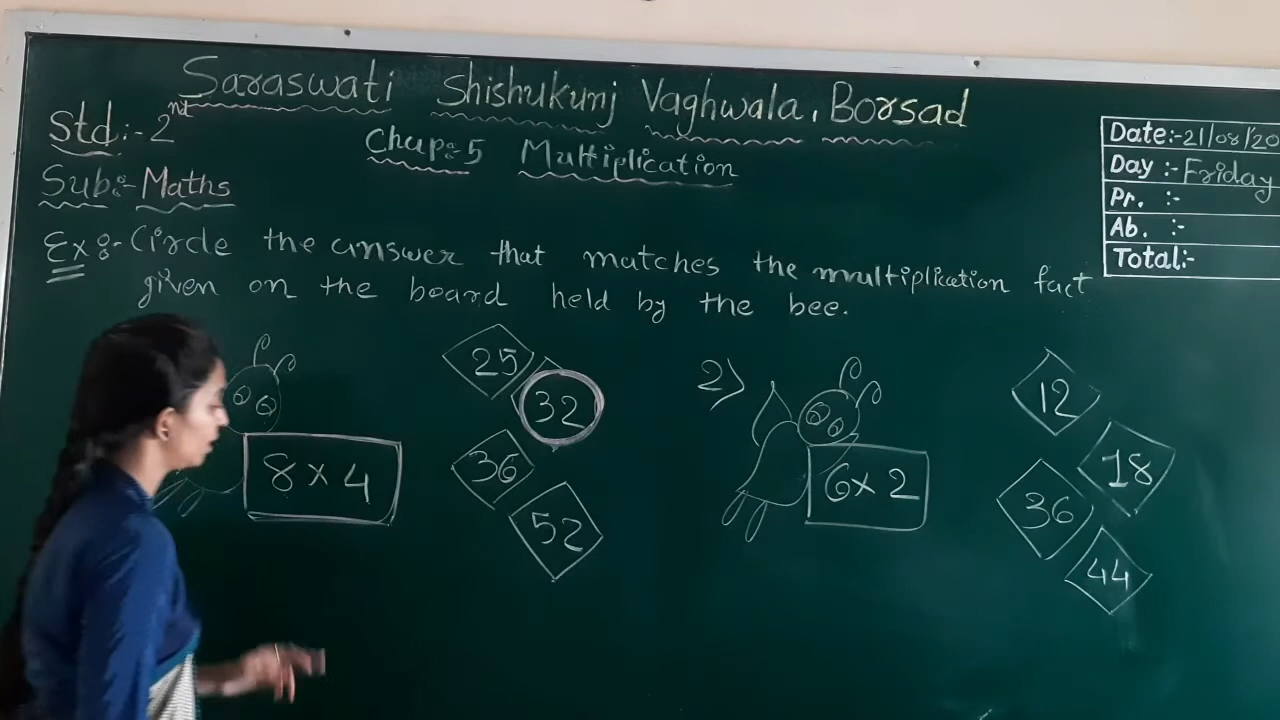 Saraswati Shishukunj Vaghwala, Borsad
Std:- 2nd
Chap:-5 Multiplication
Sub:- Maths
Date:-21/08/20
Day :- Friday
Pr. :-
Ab. :-
Total:-
Ex:- Circle the answer that matches the multiplication fact
given on the board held by the bee.
8 × 4
25
32
36
52
2)
6 × 2
12
18
36
44